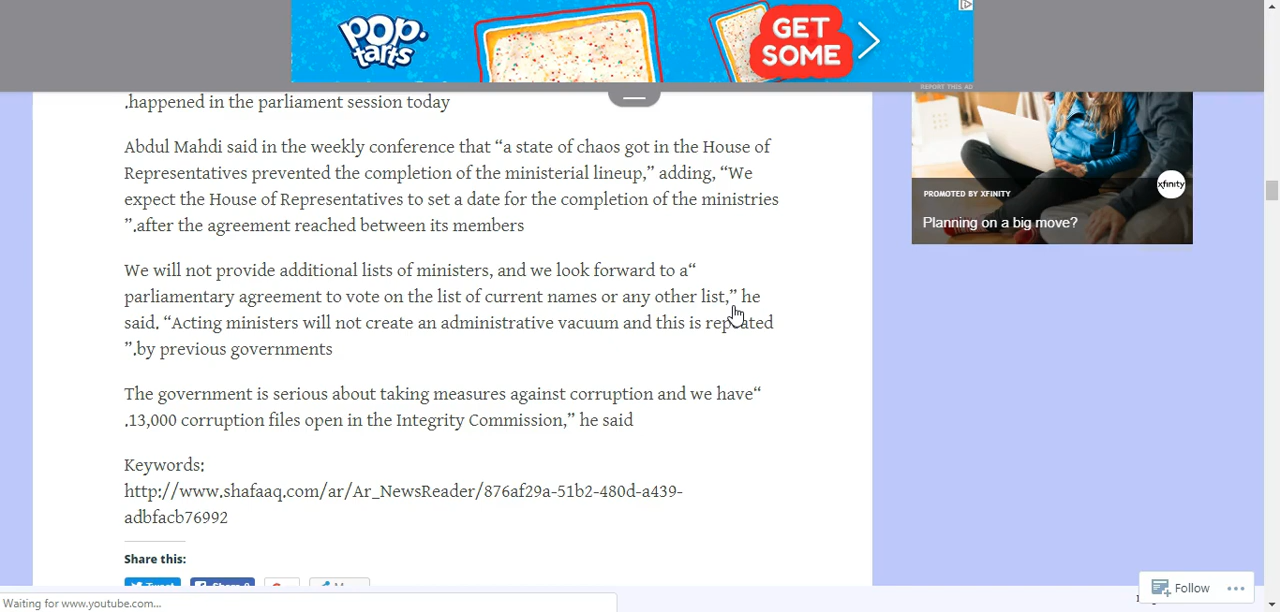 POP.
tarts
GET
SOME
REPORT THIS AD
.happened in the parliament session today
Abdul Mahdi said in the weekly conference that “a state of chaos got in the House of
Representatives prevented the completion of the ministerial lineup,” adding, “We
expect the House of Representatives to set a date for the completion of the ministries
”.after the agreement reached between its members
We will not provide additional lists of ministers, and we look forward to a“
parliamentary agreement to vote on the list of current names or any other list,” he
said. “Acting ministers will not create an administrative vacuum and this is repeated
”.by previous governments
The government is serious about taking measures against corruption and we have“
.13,000 corruption files open in the Integrity Commission,” he said
Keywords:
http://www.shafaaq.com/ar/Ar_NewsReader/876af29a-51b2-480d-a439-
adbfacb76992
Share this:
Tweet
Share 0
xfinity
PROMOTED BY XFINITY
Planning on a big move?
Follow
Waiting for www.youtube.com...